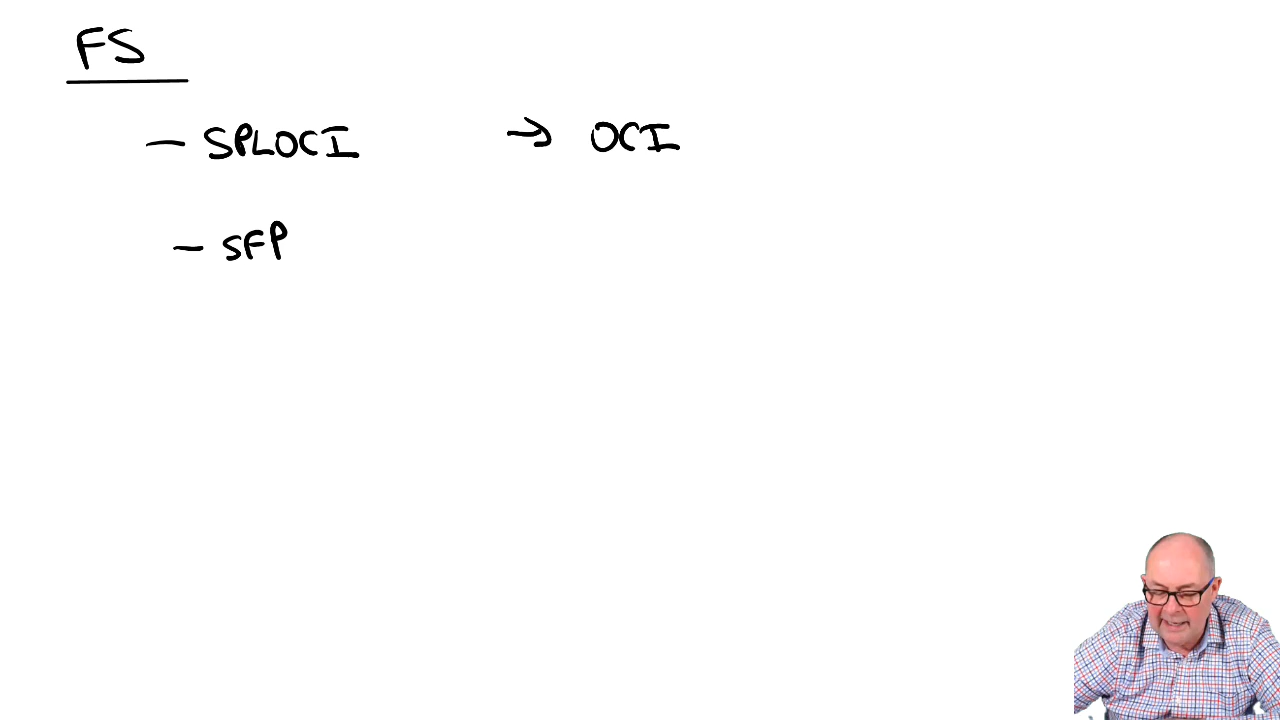 FS
- SPLOCI → OCI
- SFP